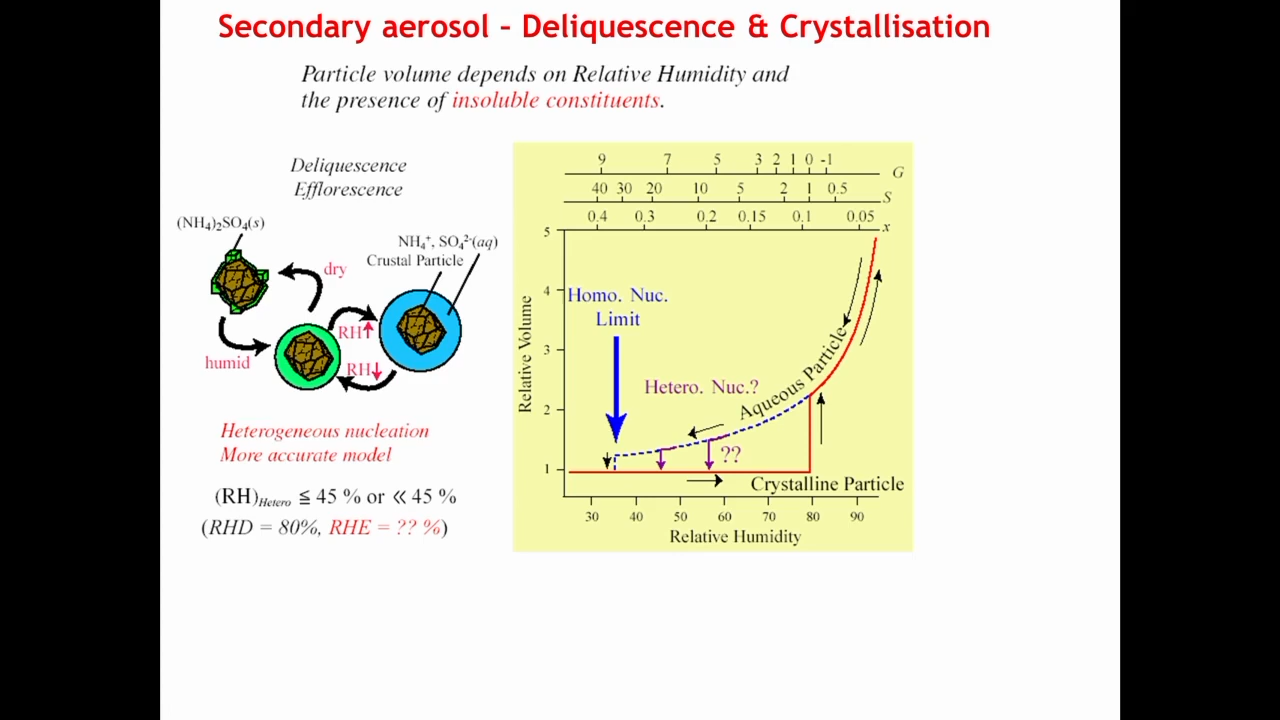 Secondary aerosol - Deliquescence & Crystallisation
Particle volume depends on Relative Humidity and
the presence of insoluble constituents.
Deliquescence
Efflorescence
(NH₄)₂SO₄(s)
NH₄⁺, SO₄²⁻(aq)
Crustal Particle
dry
RH
humid
RH
Heterogeneous nucleation
More accurate model
(RH)Hetero ≦ 45 % or ≪ 45 %
(RHD = 80%, RHE = ?? %)
9 7 5 3 2 1 0 -1 G
40 30 20 10 5 2 1 0.5 S
0.4 0.3 0.2 0.15 0.1 0.05 x
5
4
3
2
1
Relative Volume
Homo. Nuc.
Limit
Hetero. Nuc.?
Aqueous Particle
??
Crystalline Particle
30 40 50 60 70 80 90
Relative Humidity